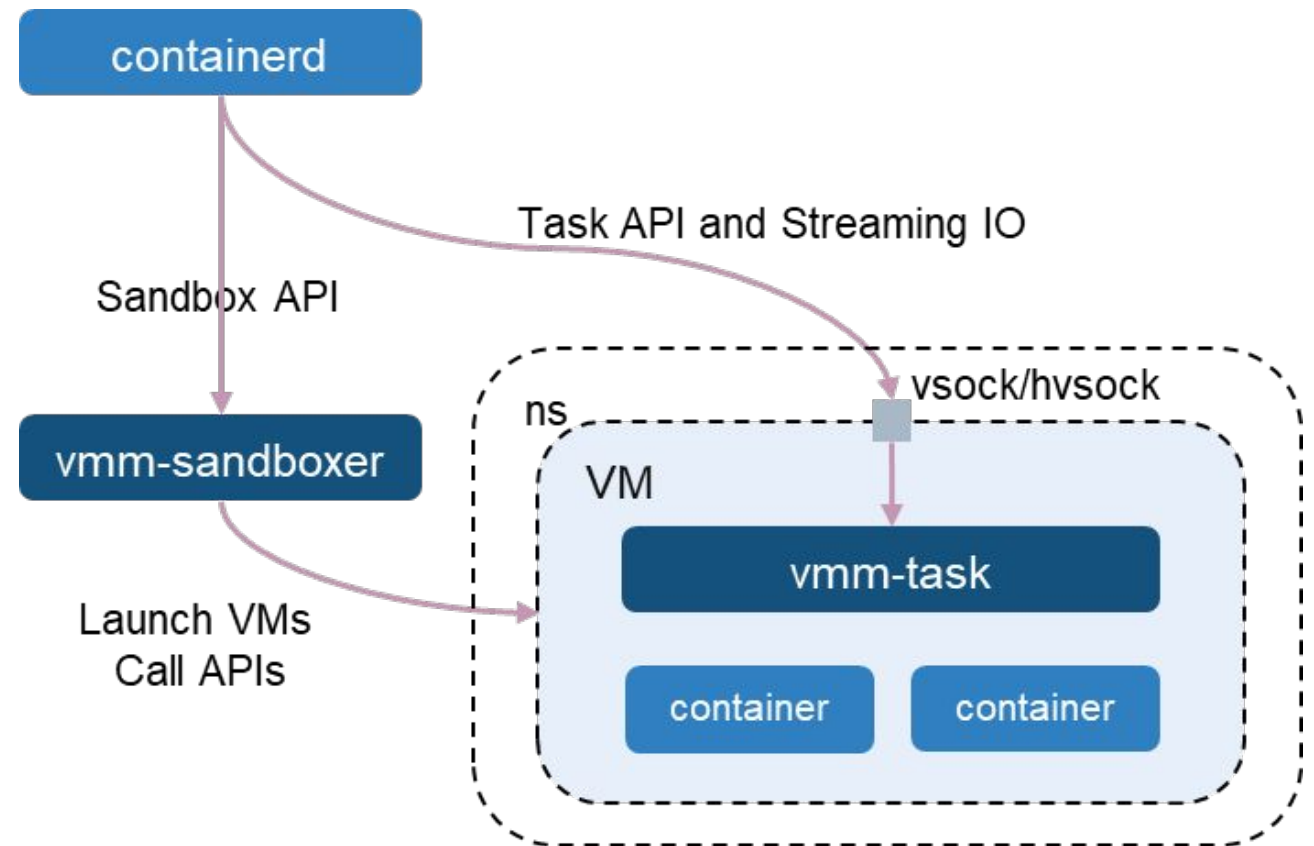 containerd
Task API and Streaming IO
Sandbox API
vsock/hvsock
ns
vmm-sandboxer
VM
vmm-task
Launch VMs
Call APIs
container
container